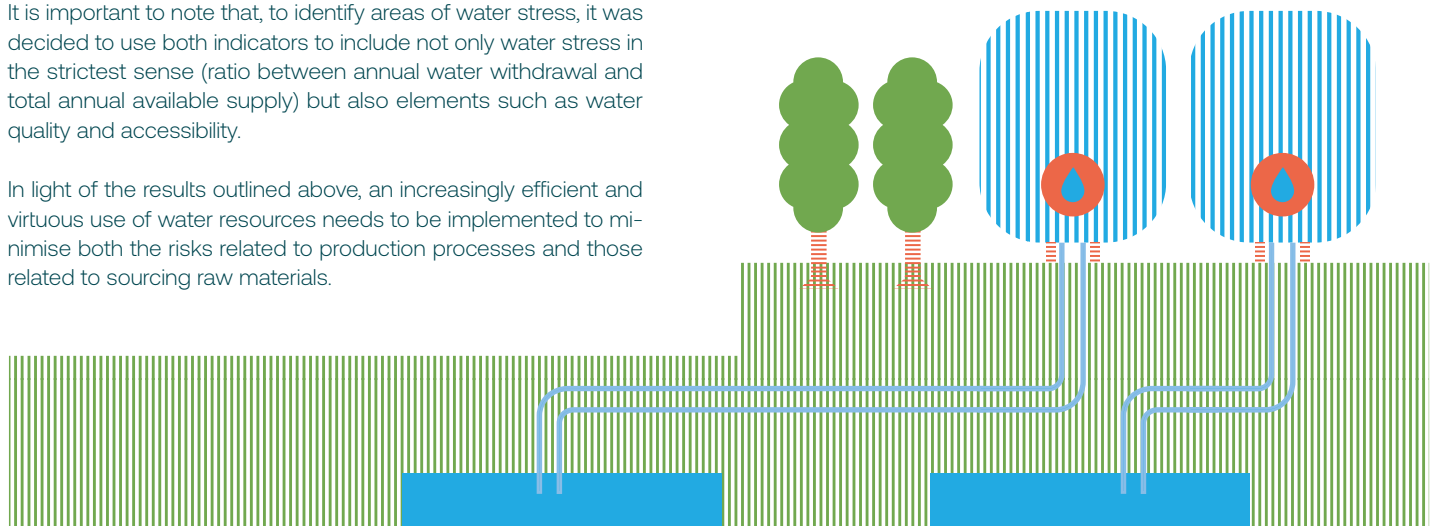 It is important to note that, to identify areas of water stress, it was
decided to use both indicators to include not only water stress in
the strictest sense (ratio between annual water withdrawal and
total annual available supply) but also elements such as water
quality and accessibility.
In light of the results outlined above, an increasingly efficient and
virtuous use of water resources needs to be implemented to mi-
nimise both the risks related to production processes and those
related to sourcing raw materials.